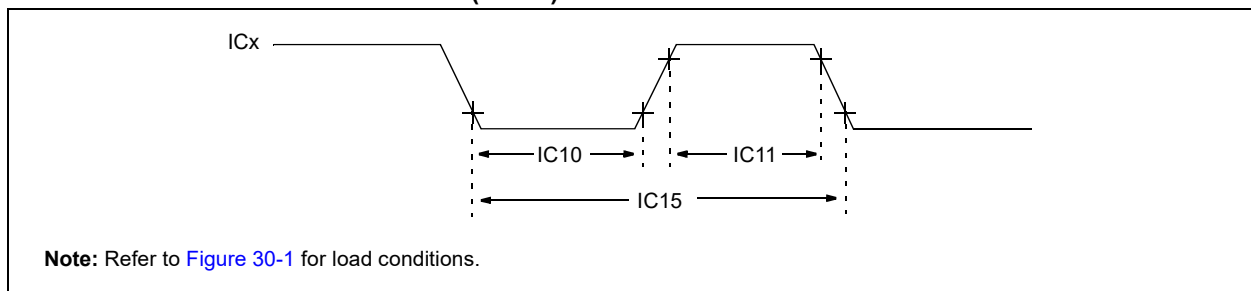 ICx
IC10
IC11
IC15
Note: Refer to Figure 30-1 for load conditions.